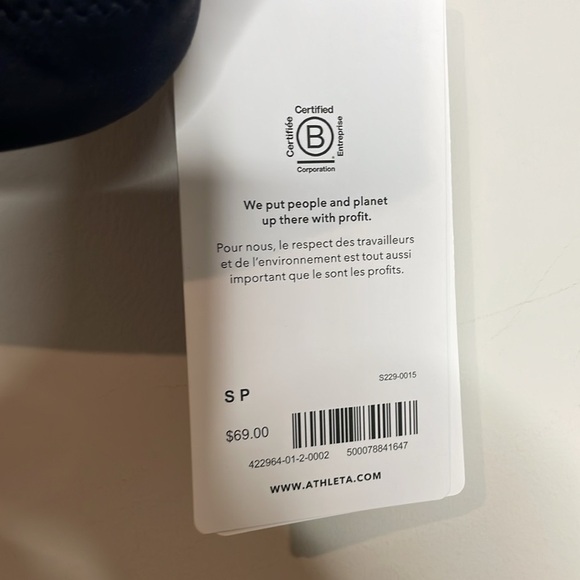 Certified
Certifiée
B
Entreprise
Corporation
We put people and planet
up there with profit.
Pour nous, le respect des travailleurs
et de l'environnement est tout aussi
important que le sont les profits.
S229-0015
S P
$69.00
422964-01-2-0002 500078841647
WWW.ATHLETA.COM